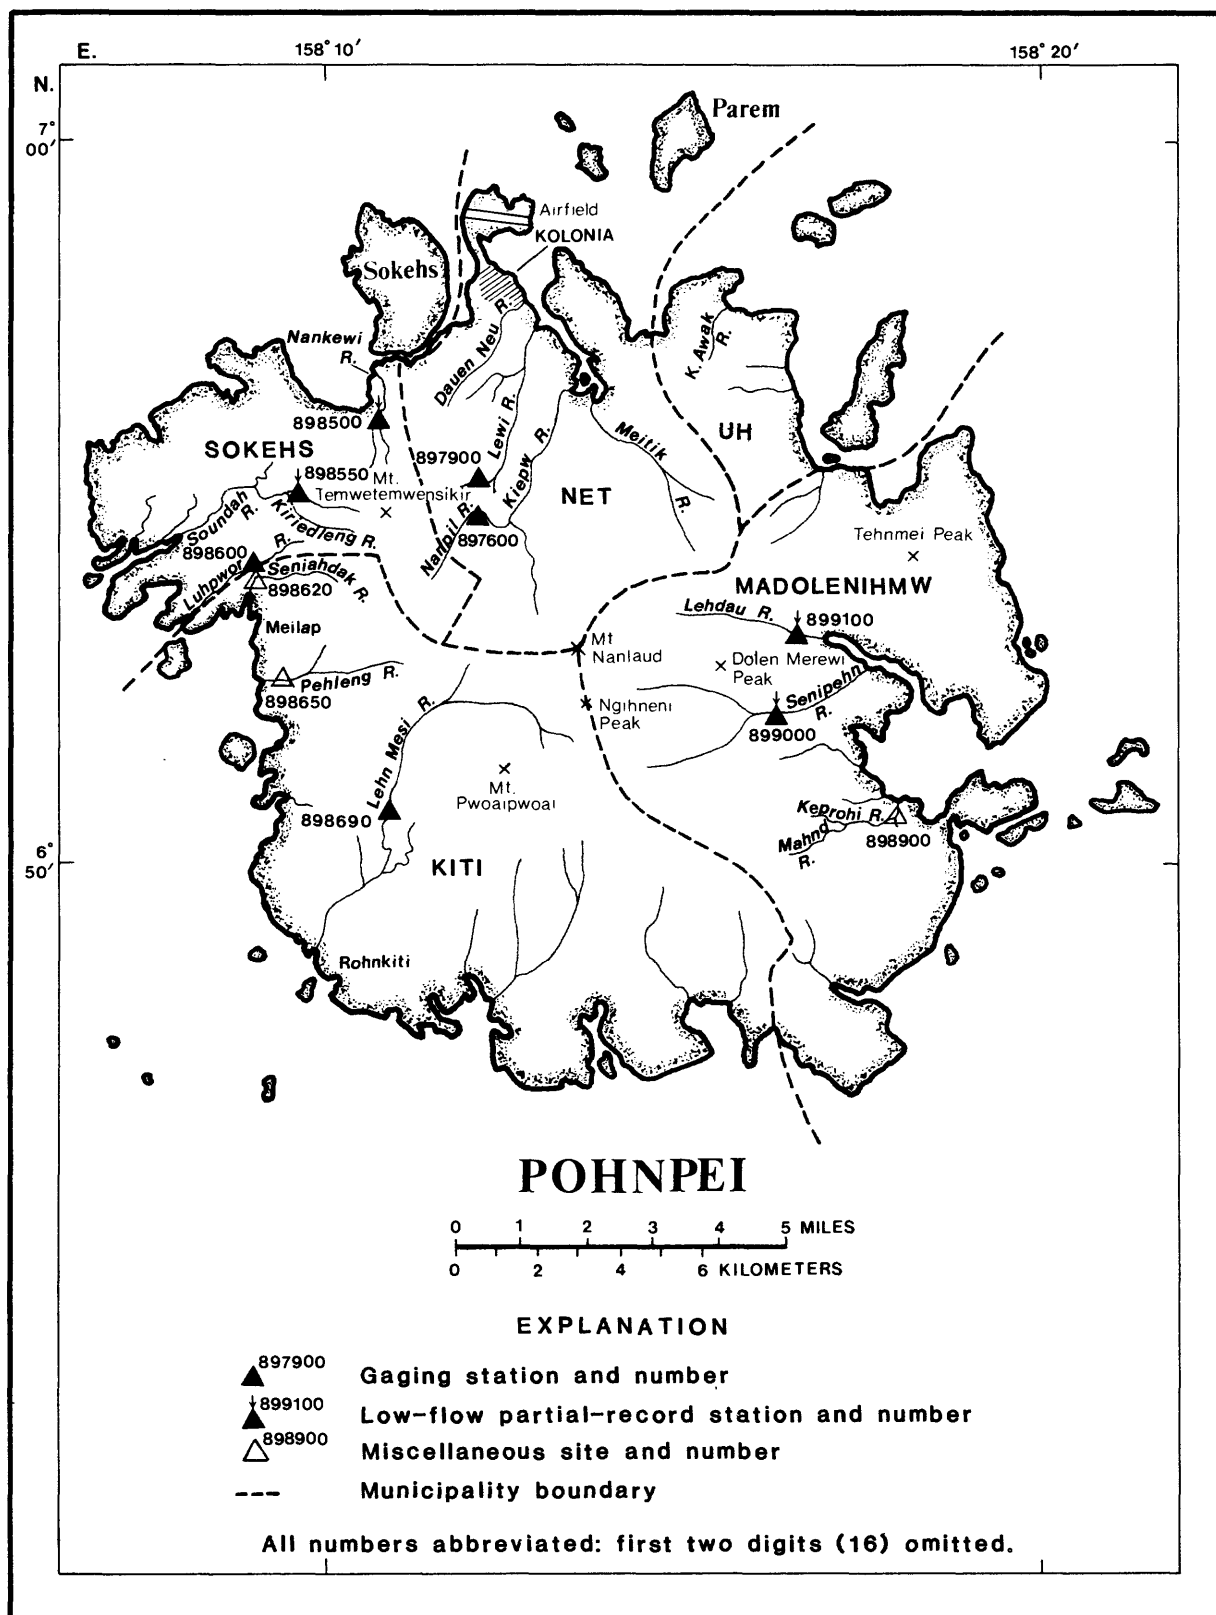 E.
158° 10′
158° 20′
N.
7°
00′
Parem
Airfield
KOLONIA
Sokehs
Nankewi
R.
Dauen Neu R.
K. Awak
R.
898500
Lewi R.
Meitik
R.
UH
SOKEHS
898550
Mt.
Temwetemwensikir
897900
Kiepw R.
NET
Soundah
R.
Kiriedleng R.
Nanpil R.
897600
Tehnmei Peak
898600
R.
Luhpwor
Seniahdak R.
898620
MADOLENIHMW
Lehdau R.
899100
Meilap
Mt
Nanlaud
Dolen Merewi
Peak
Pehleng R.
898650
Senipehn
R.
Ngihneni
Peak
899000
Lehn Mesi R.
Mt.
Pwoaipwoai
898690
Keprohi R.
Mahnd
R.
898900
6°
50′
KITI
Rohnkiti
POHNPEI
0 1 2 3 4 5 MILES
0 2 4 6 KILOMETERS
EXPLANATION
897900 Gaging station and number
899100 Low-flow partial-record station and number
898900 Miscellaneous site and number
Municipality boundary
All numbers abbreviated: first two digits (16) omitted.